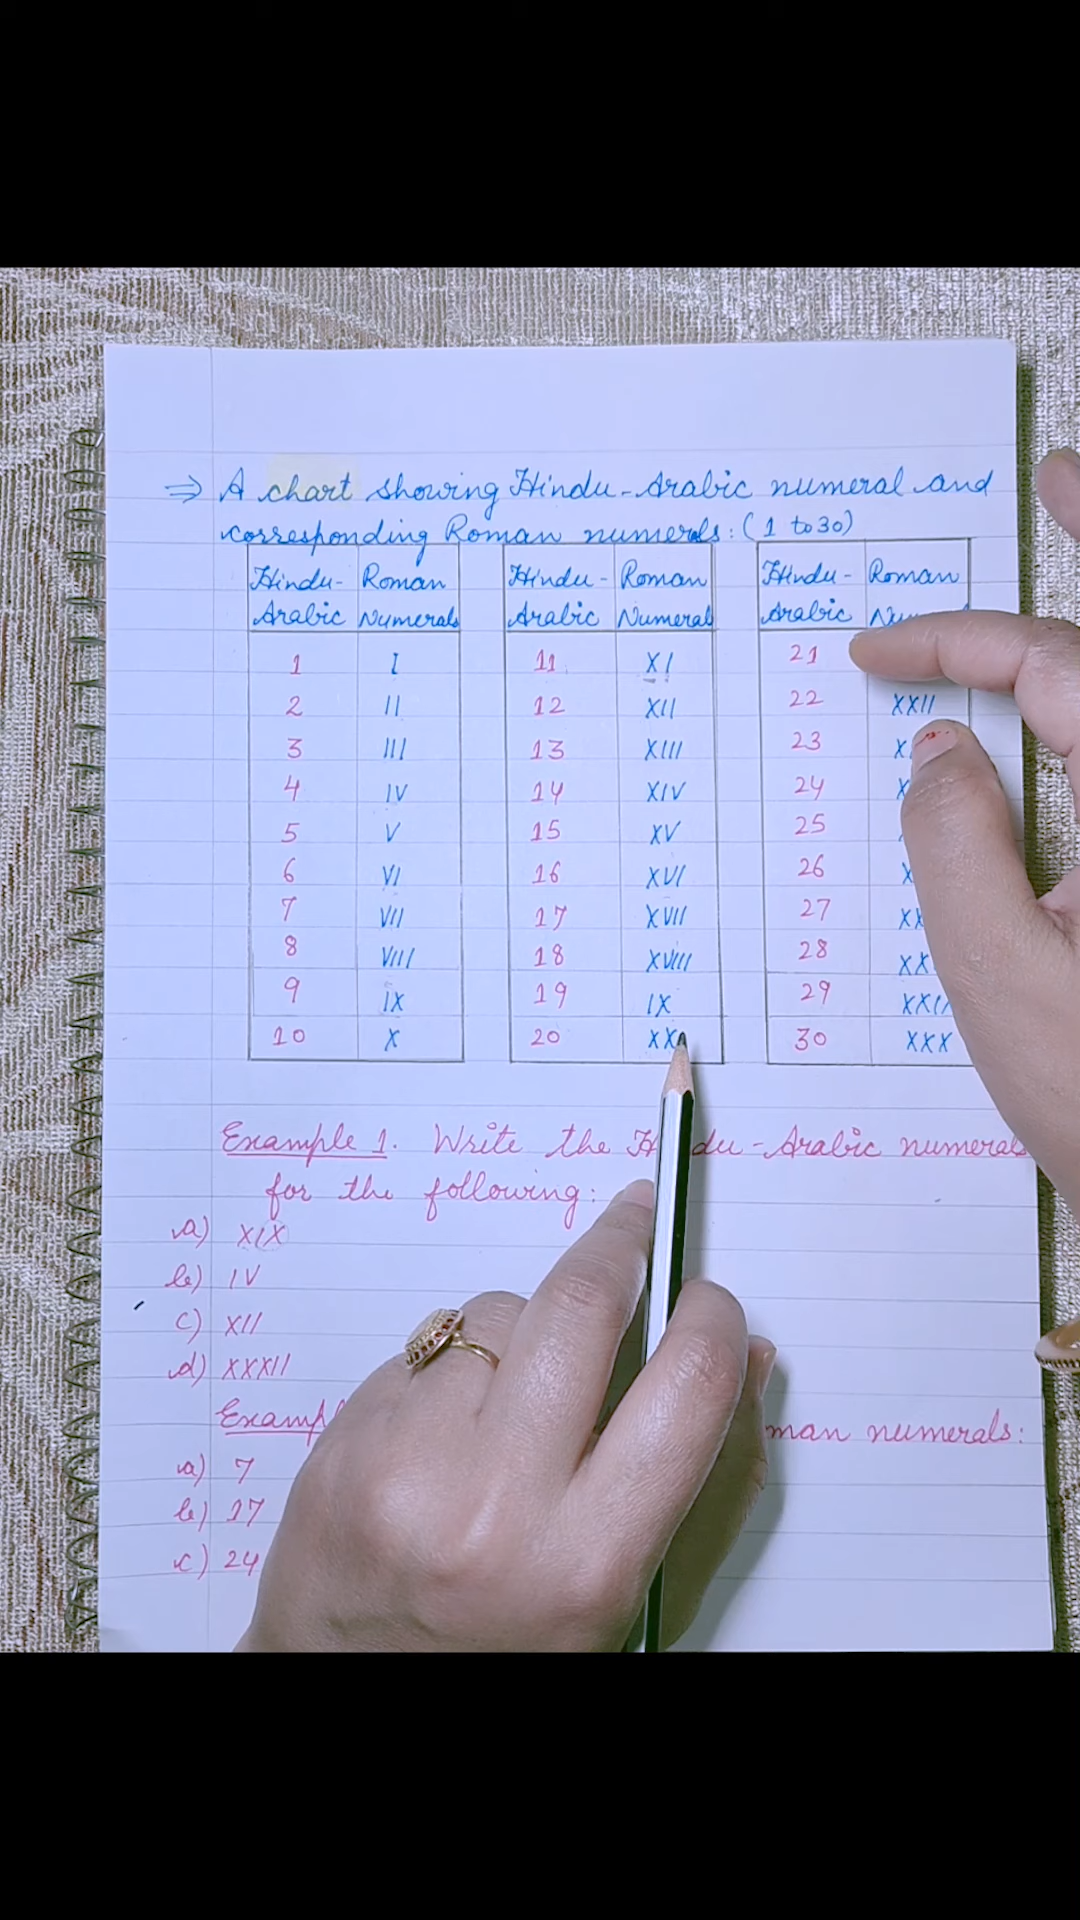 ⇒ A chart showing Hindu-Arabic numeral and
corresponding Roman numerls: (1 to 30)
Hindu-Arabic Roman Numerals Hindu-Arabic Roman Numeral Hindu-Arabic Roman
1 I 11 XI 21
2 II 12 XII 22 XXII
3 III 13 XIII 23
4 IV 14 XIV 24
5 V 15 XV 25
6 VI 16 XVI 26
7 VII 17 XVII 27
8 VIII 18 XVIII 28
9 IX 19 IX 29
10 X 20 XX 30 XXX
Example 1. Write the Hindu-Arabic numerals
for the following:
a) XIX
b) IV
c) XII
d) XXXII
numerals:
a) 7
b) 17
c) 24